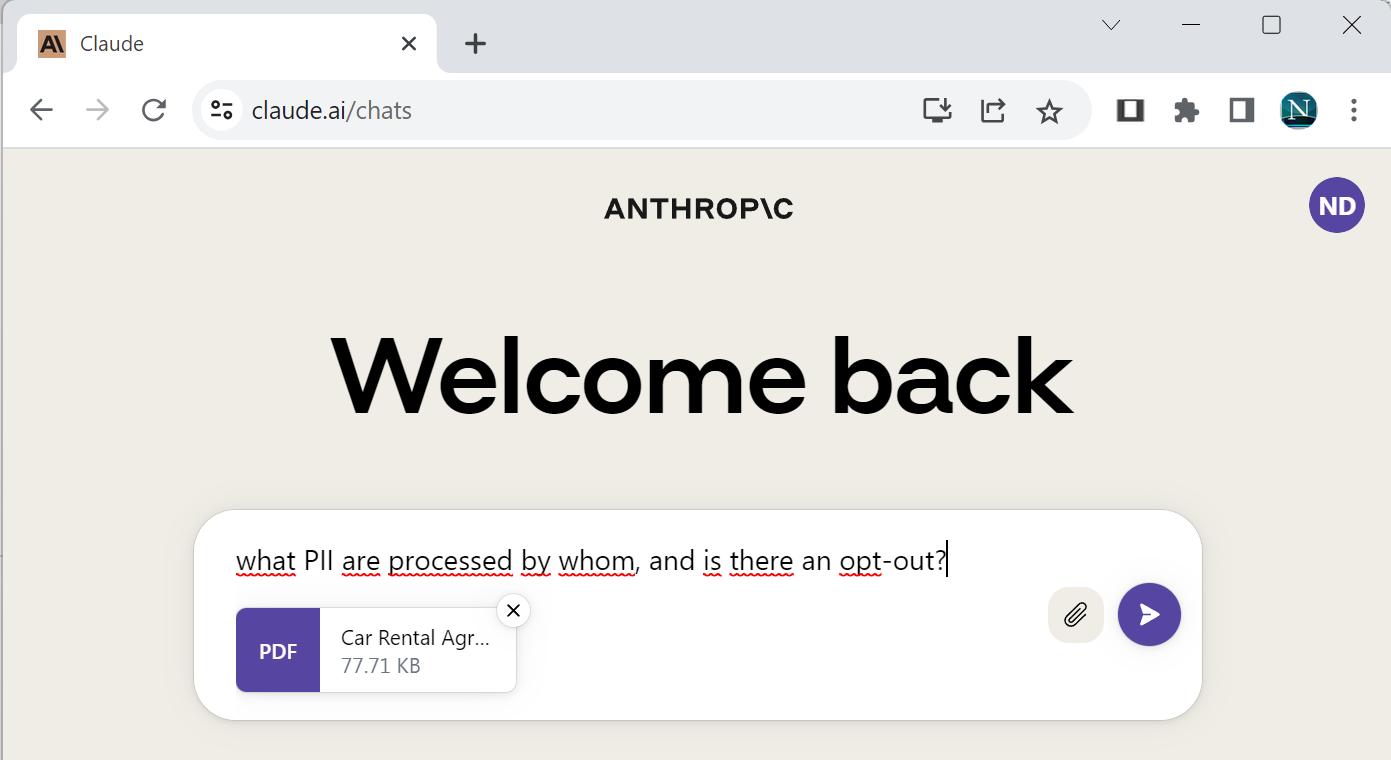 Claude
claude.ai/chats
N
ANTHROP\C
ND
Welcome back
what PII are processed by whom, and is there an opt-out?
PDF
Car Rental Agr...
77.71 KB